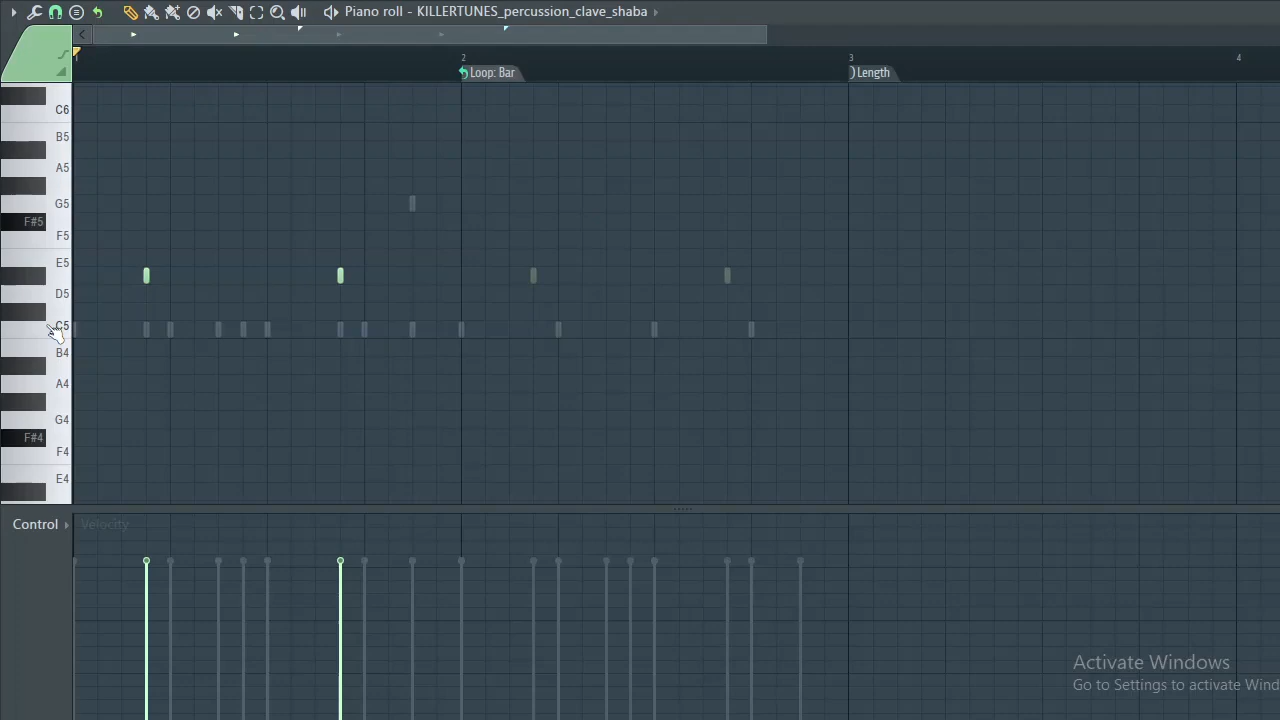 Piano roll - KILLERTUNES_percussion_clave_shaba
1
2
3
4
Loop: Bar
Length
C6
B5
A5
G5
F#5
F5
E5
D5
C5
B4
A4
G4
F#4
F4
E4
Control
Velocity
Activate Windows
Go to Settings to activate Wind